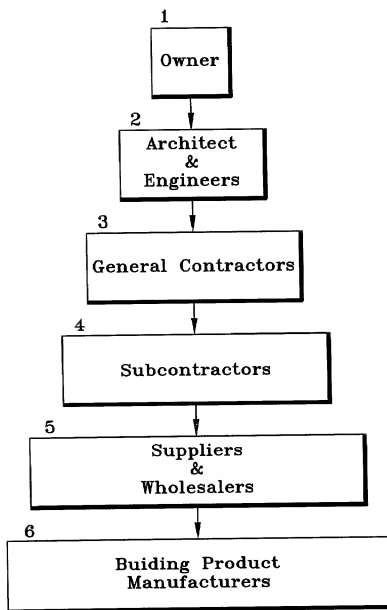 1
Owner
2
Architect
&
Engineers
3
General Contractors
4
Subcontractors
5
Suppliers
&
Wholesalers
6
Buiding Product
Manufacturers